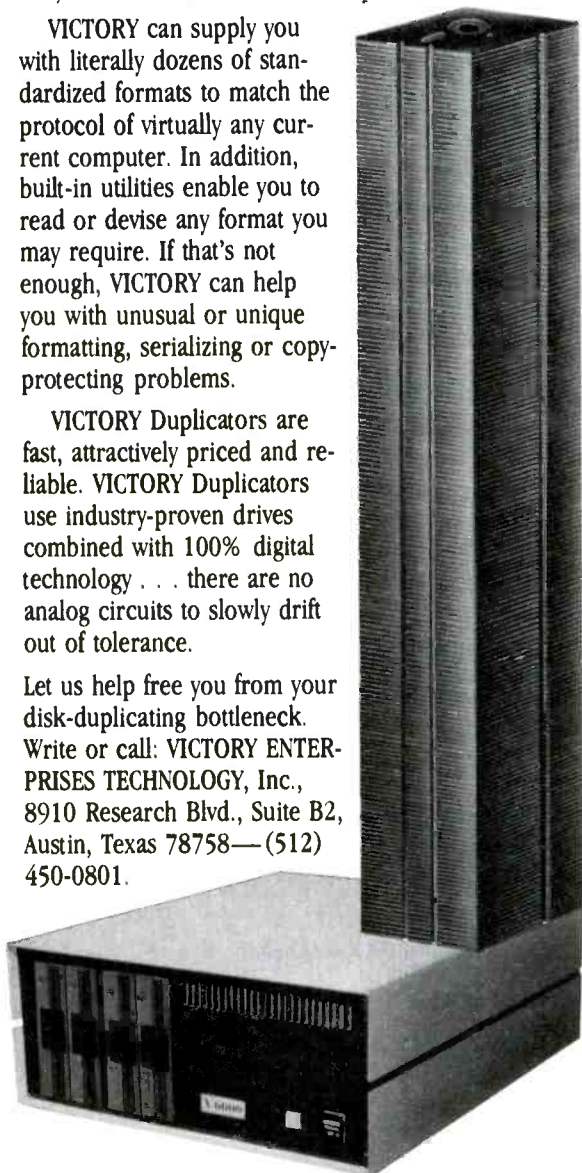 VICTORY can supply you
with literally dozens of stan-
dardized formats to match the
protocol of virtually any cur-
rent computer. In addition,
built-in utilities enable you to
read or devise any format you
may require. If that's not
enough, VICTORY can help
you with unusual or unique
formatting, serializing or copy-
protecting problems.
VICTORY Duplicators are
fast, attractively priced and re-
liable. VICTORY Duplicators
use industry-proven drives
combined with 100% digital
technology . . . there are no
analog circuits to slowly drift
out of tolerance.
Let us help free you from your
disk-duplicating bottleneck.
Write or call: VICTORY ENTER-
PRISES TECHNOLOGY, Inc.,
8910 Research Blvd., Suite B2,
Austin, Texas 78758—(512)
450-0801.